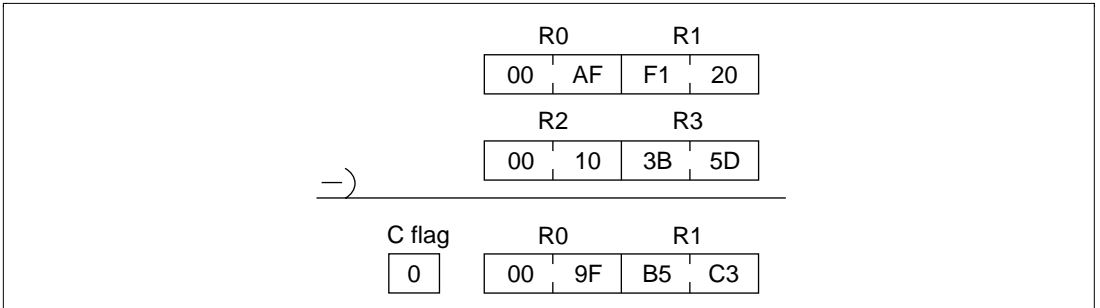 R0 R1
00 AF F1 20
R2 R3
00 10 3B 5D
—)
C flag R0 R1
0 00 9F B5 C3